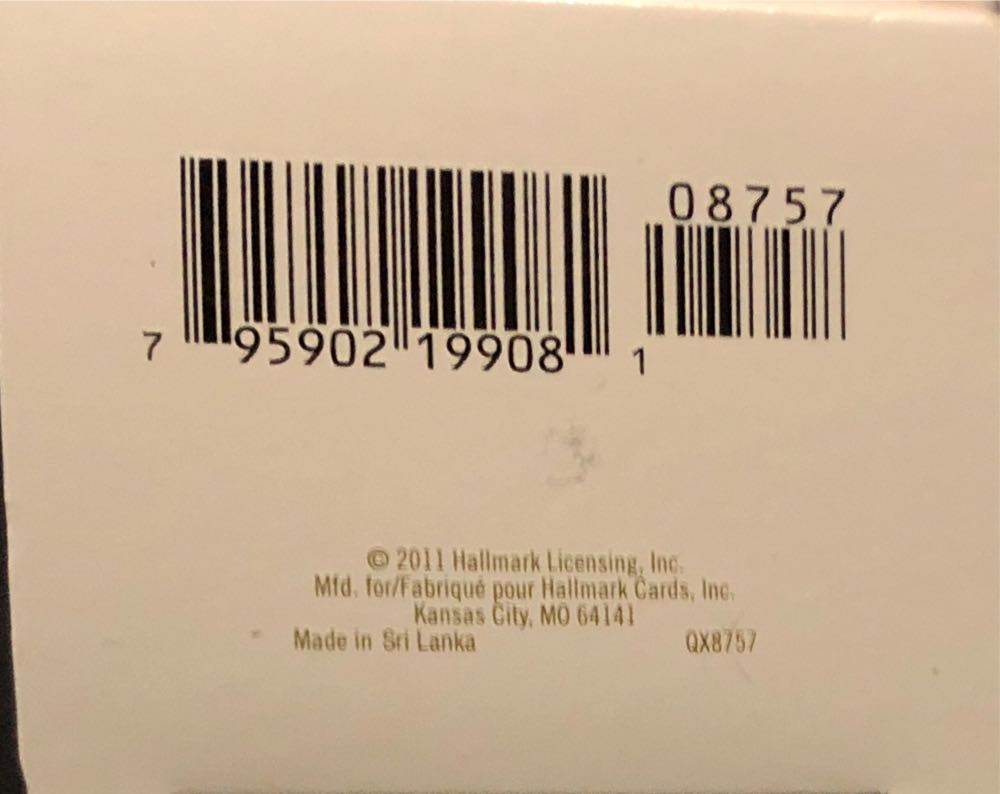 08757
7 95902 19908 1
© 2011 Hallmark Licensing, Inc.
Mfd. for/Fabriqué pour Hallmark Cards, Inc.
Kansas City, MO 64141
Made in Sri Lanka QX8757